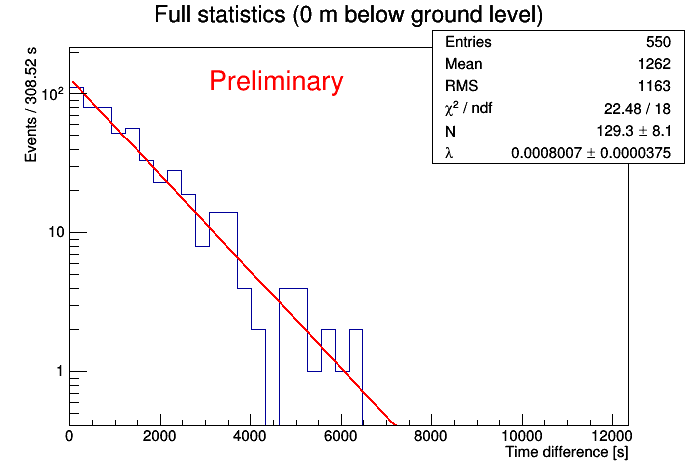 Full statistics (0 m below ground level)
Entries 550
Mean 1262
RMS 1163
χ² / ndf 22.48 / 18
N 129.3 ± 8.1
λ 0.0008007 ± 0.0000375
Preliminary
Events / 308.52 s
10²
10
1
0 2000 4000 6000 8000 10000 12000
Time difference [s]